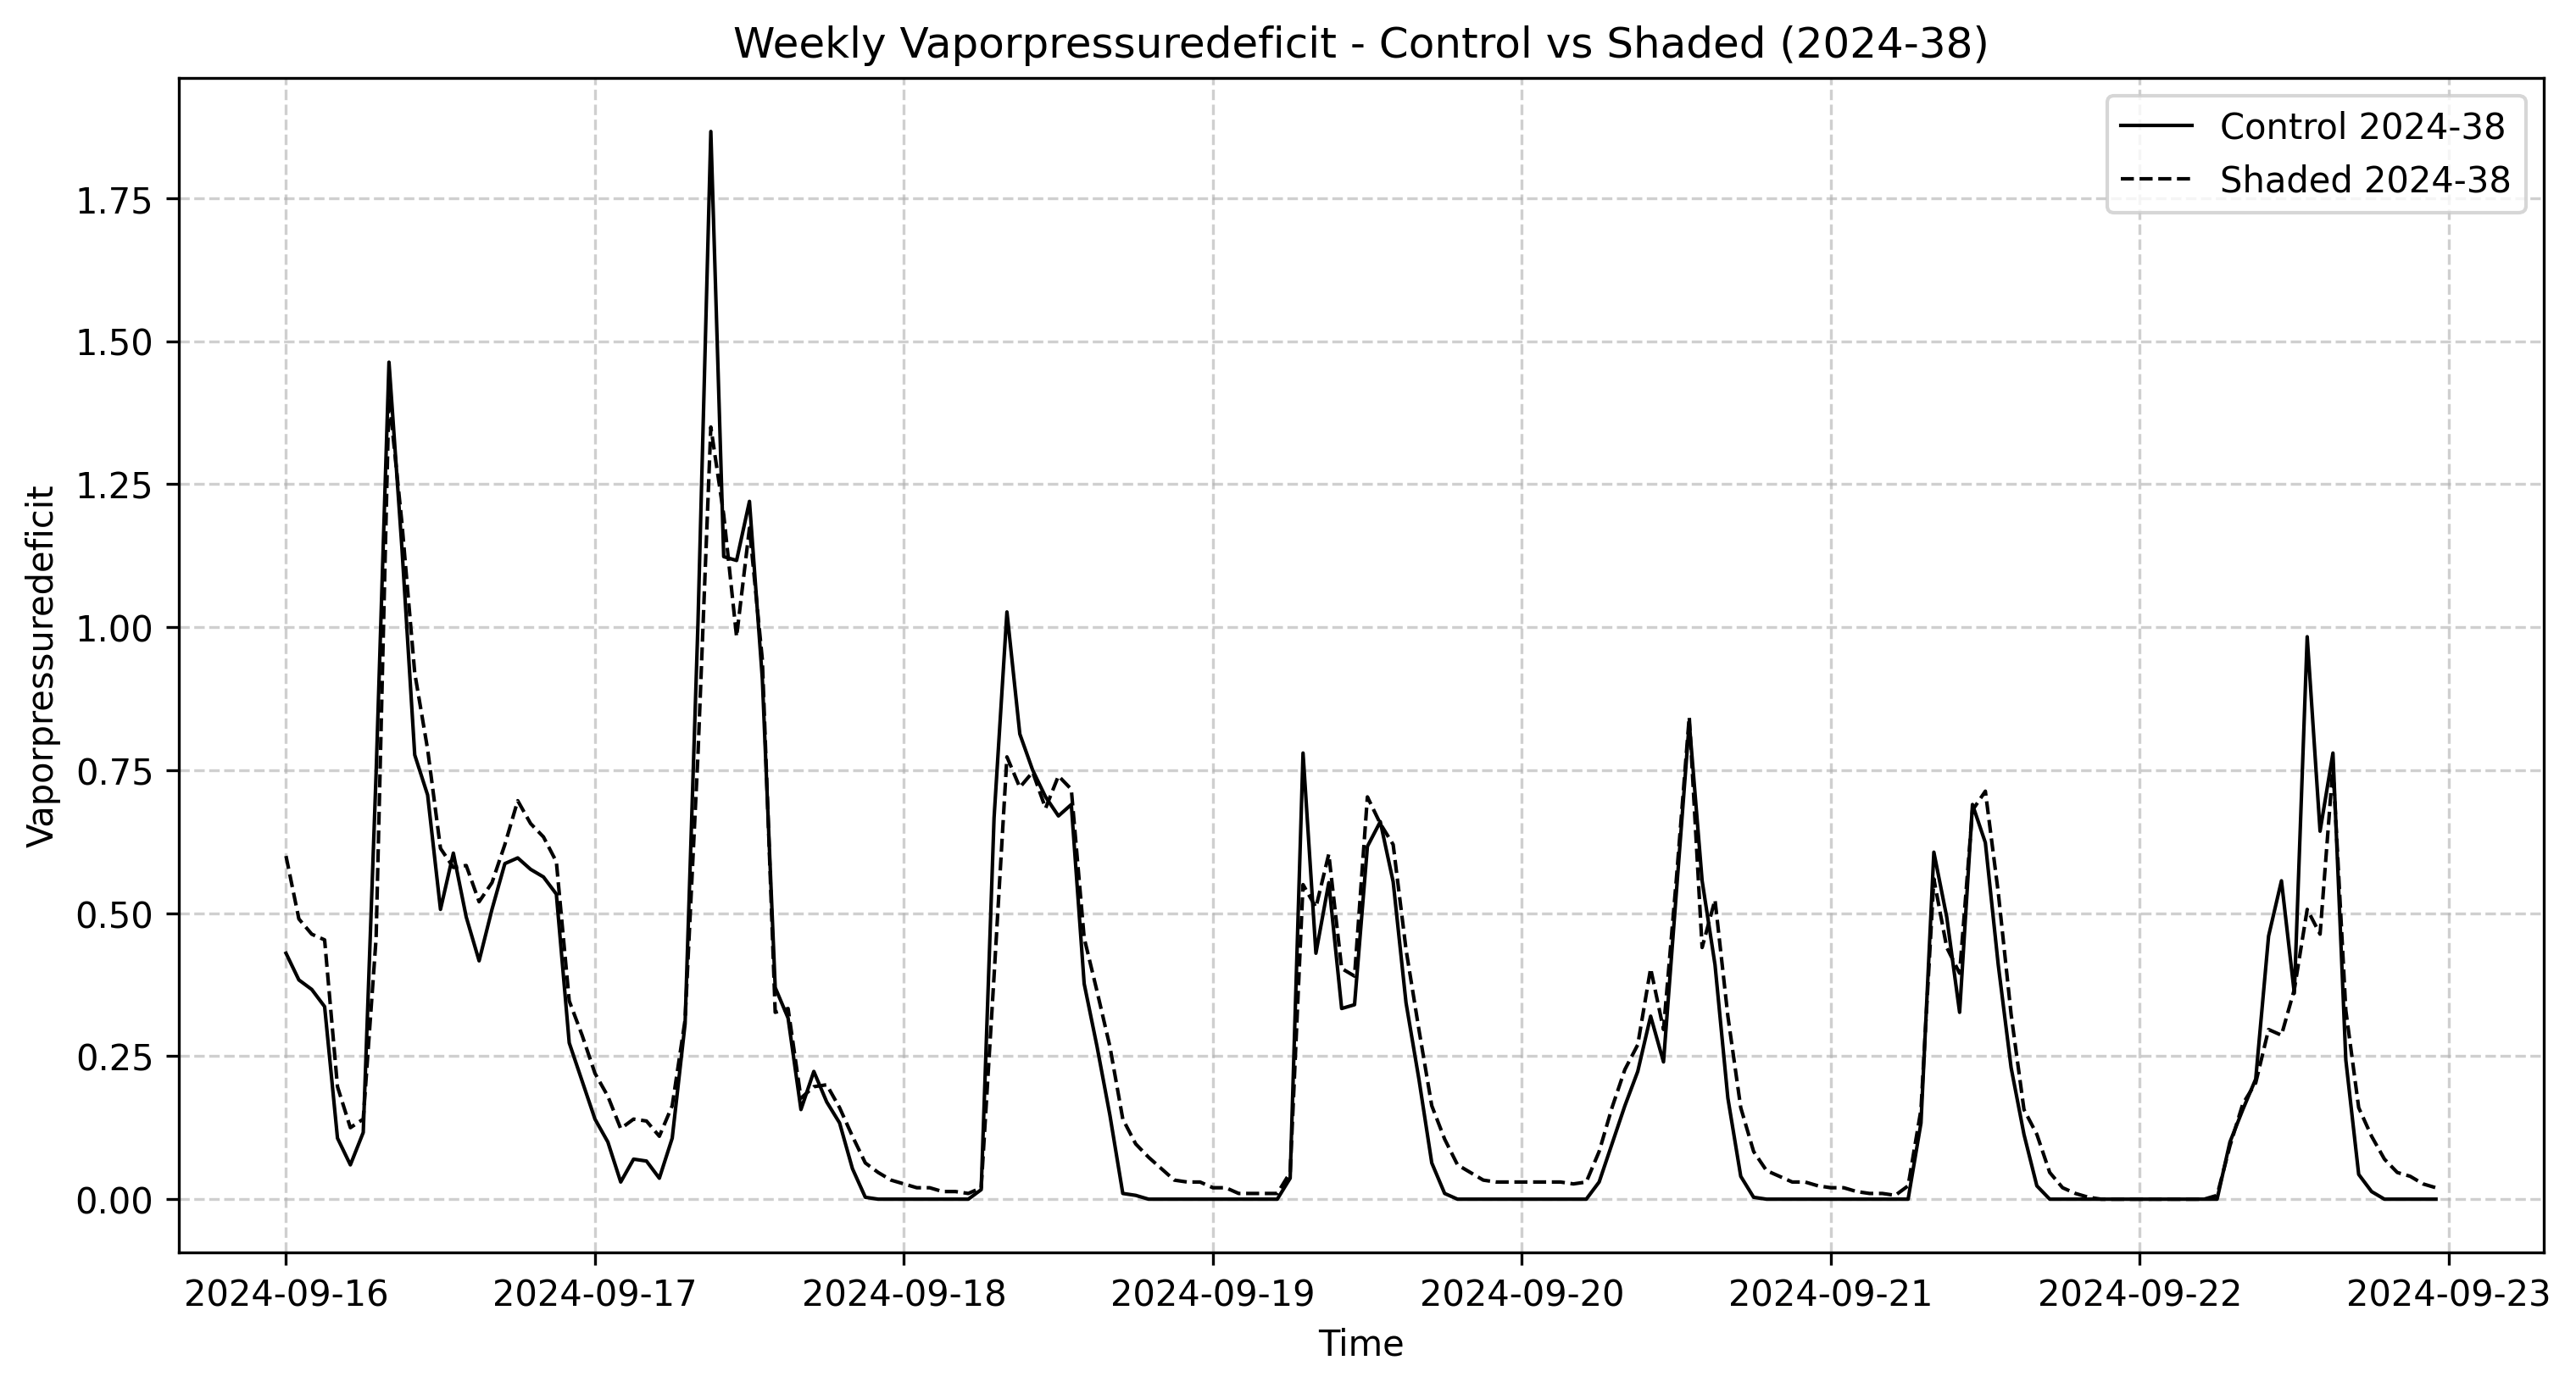 Weekly Vaporpressuredeficit - Control vs Shaded (2024-38)
Control 2024-38
Shaded 2024-38
Vaporpressuredeficit
1.75
1.50
1.25
1.00
0.75
0.50
0.25
0.00
2024-09-16 2024-09-17 2024-09-18 2024-09-19 2024-09-20 2024-09-21 2024-09-22 2024-09-23
Time